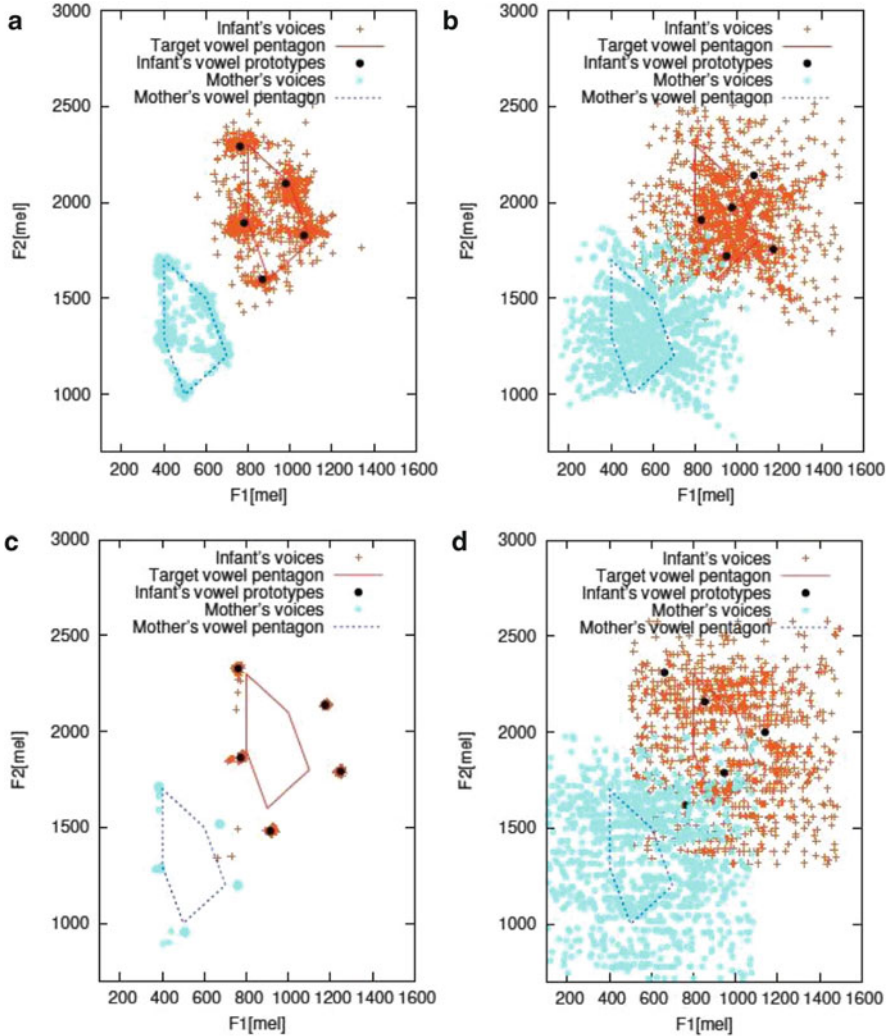 a
3000
2500
2000
1500
1000
F2[mel]
Infant's voices
Target vowel pentagon
Infant's vowel prototypes
Mother's voices
Mother's vowel pentagon
200 400 600 800 1000 1200 1400 1600
F1[mel]
b
3000
2500
2000
1500
1000
F2[mel]
Infant's voices
Target vowel pentagon
Infant's vowel prototypes
Mother's voices
Mother's vowel pentagon
200 400 600 800 1000 1200 1400 1600
F1[mel]
c
3000
2500
2000
1500
1000
F2[mel]
Infant's voices
Target vowel pentagon
Infant's vowel prototypes
Mother's voices
Mother's vowel pentagon
200 400 600 800 1000 1200 1400 1600
F1[mel]
d
3000
2500
2000
1500
1000
F2[mel]
Infant's voices
Target vowel pentagon
Infant's vowel prototypes
Mother's voices
Mother's vowel pentagon
200 400 600 800 1000 1200 1400 1600
F1[mel]